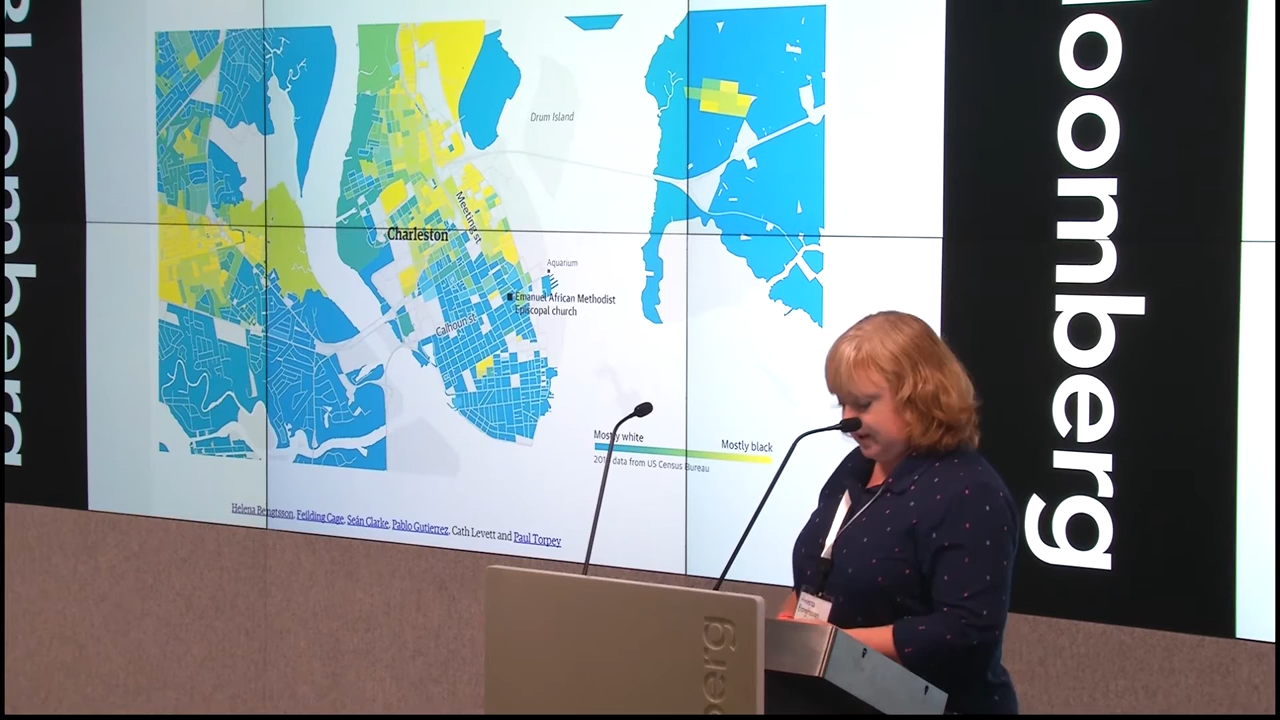 Bloomberg
Drum Island
Meeting st
Charleston
Aquarium
Emanuel African Methodist
Episcopal church
Calhoun st
Mostly white
Mostly black
data from US Census Bureau
Helena Bengtsson, Feilding Cage, Seán Clarke, Pablo Gutierrez, Cath Levett and Paul Torpey
oomberg
berg